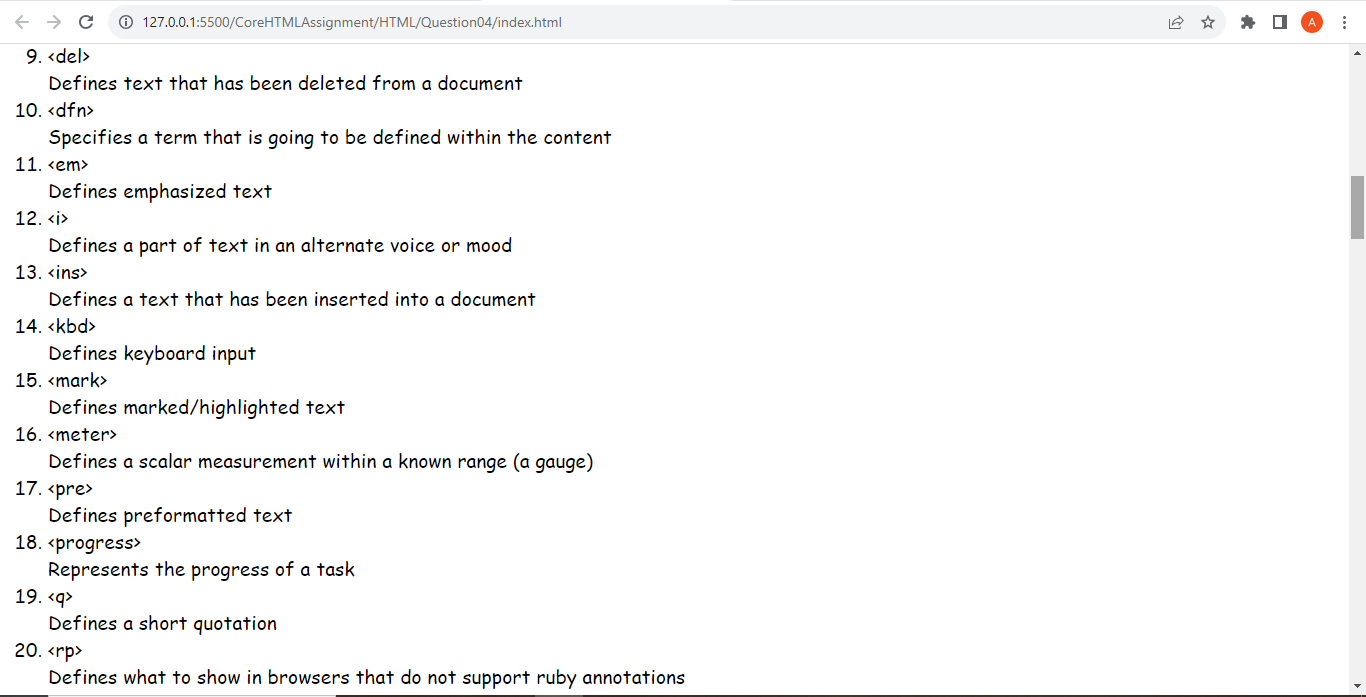 127.0.0.1:5500/CoreHTMLAssignment/HTML/Question04/index.html
A
9. <del>
Defines text that has been deleted from a document
10. <dfn>
Specifies a term that is going to be defined within the content
11. <em>
Defines emphasized text
12. <i>
Defines a part of text in an alternate voice or mood
13. <ins>
Defines a text that has been inserted into a document
14. <kbd>
Defines keyboard input
15. <mark>
Defines marked/highlighted text
16. <meter>
Defines a scalar measurement within a known range (a gauge)
17. <pre>
Defines preformatted text
18. <progress>
Represents the progress of a task
19. <q>
Defines a short quotation
20. <rp>
Defines what to show in browsers that do not support ruby annotations